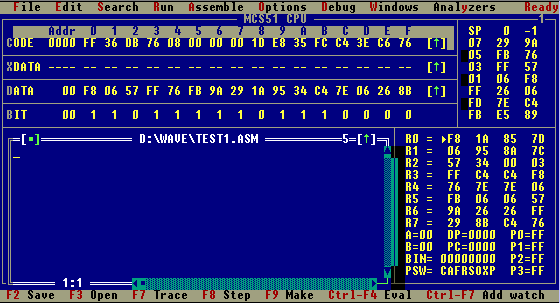 File Edit Search Run Assemble Options Debug Windows Analyzers Ready
MCS51 CPU 1
Addr 0 1 2 3 4 5 6 7 8 9 A B C D E F
CODE 0000 FF 36 DB 76 08 00 00 00 1D E8 35 FC C4 3E C6 76 [↑]
XDATA ---- -- -- -- -- -- -- -- -- -- -- -- -- -- -- -- -- [↑]
DATA 00 F8 06 57 FF 76 FB 9A 29 1A 95 34 C4 7E 06 26 8B [↑]
BIT 00 1 1 0 1 0 1 0 0 0 0 0 1 0 0 0 0 [↑]
SP 0 -1
07 29 9A
05 FB 76
03 FF 57
01 06 F8
FF 26 06
FD 7E C4
FB E5 89
[■] D:\WAVE\TEST1.ASM 5=[↑]
1:1
R0 = ►F8 1A 85 7D
R1 = 06 95 8A 7C
R2 = 57 34 00 03
R3 = FF C4 C4 F8
R4 = 76 7E 7E 06
R5 = FB 06 06 57
R6 = 9A 26 26 FF
R7 = 29 8B C4 76
A=00 DP=0000 P0=FF
B=00 PC=0000 P1=FF
BIN= 00000000 P2=FF
PSW= CAFRSOXP P3=FF
F2 Save F3 Open F7 Trace F8 Step F9 Make Ctrl-F4 Eval Ctrl-F7 Add watch